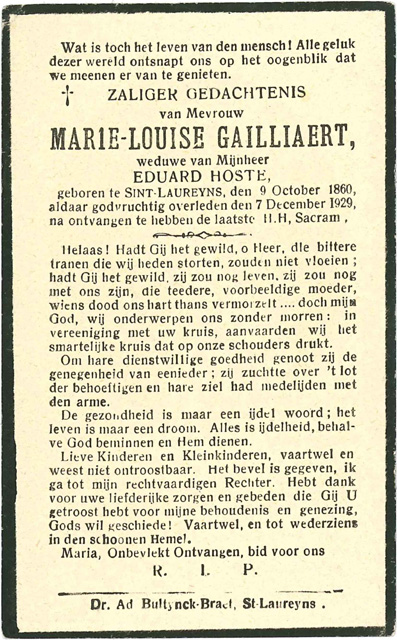 Wat is toch het leven van den mensch! Alle geluk
dezer wereld ontsnapt ons op het oogenblik dat
we meenen er van te genieten.
† ZALIGER GEDACHTENIS
van Mevrouw
MARIE-LOUISE GAILLIAERT,
weduwe van Mijnheer
EDUARD HOSTE,
geboren te SINT-LAUREYNS, den 9 October 1860,
aldaar godvruchtig overleden den 7 December 1929,
na ontvangen te hebben de laatste H.H, Sacram.
Helaas! Hadt Gij het gewild, o Heer, die bittere
tranen die wij heden storten, zouden niet vloeien;
hadt Gij het gewild, zij zou nog leven, zij zou nog
met ons zijn, die teedere, voorbeeldige moeder,
wiens dood ons hart thans vermorzelt .... doch mijn
God, wij onderwerpen ons zonder morren: in
vereeniging met uw kruis, aanvaarden wij het
smartelijke kruis dat op onze schouders drukt.
Om hare dienstwillige goedheid genoot zij de
genegenheid van eenieder; zij zuchtte over 't lot
der behoeftigen en hare ziel had medelijden met
den arme.
De gezondheid is maar een ijdel woord; het
leven is maar een droom. Alles is ijdelheid, behal-
ve God beminnen en Hem dienen.
Lieve Kinderen en Kleinkinderen, vaartwel en
weest niet ontroostbaar. Het bevel is gegeven, ik
ga tot mijn rechtvaardigen Rechter. Hebt dank
voor uwe liefderijke zorgen en gebeden die Gij U
getroost hebt voor mijne behoudenis en genezing,
Gods wil geschiede! Vaartwel, en tot wederziens
in den schoonen Hemel.
Maria, Onbevlekt Ontvangen, bid voor ons
R. I. P.
Dr. Ad Bultynck-Braet, St-Laureyns.